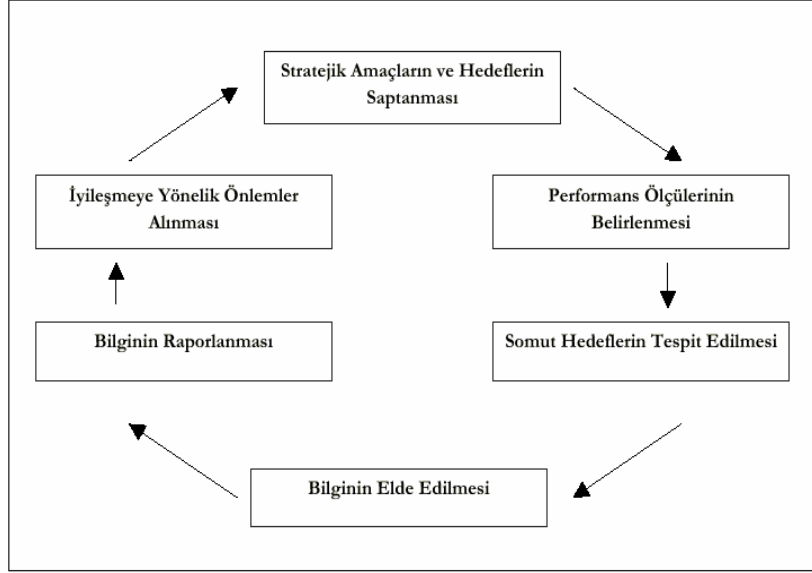 Stratejik Amaçların ve Hedeflerin
Saptanması
Performans Ölçülerinin
Belirlenmesi
Somut Hedeflerin Tespit Edilmesi
Bilginin Elde Edilmesi
Bilginin Raporlanması
İyileşmeye Yönelik Önlemler
Alınması